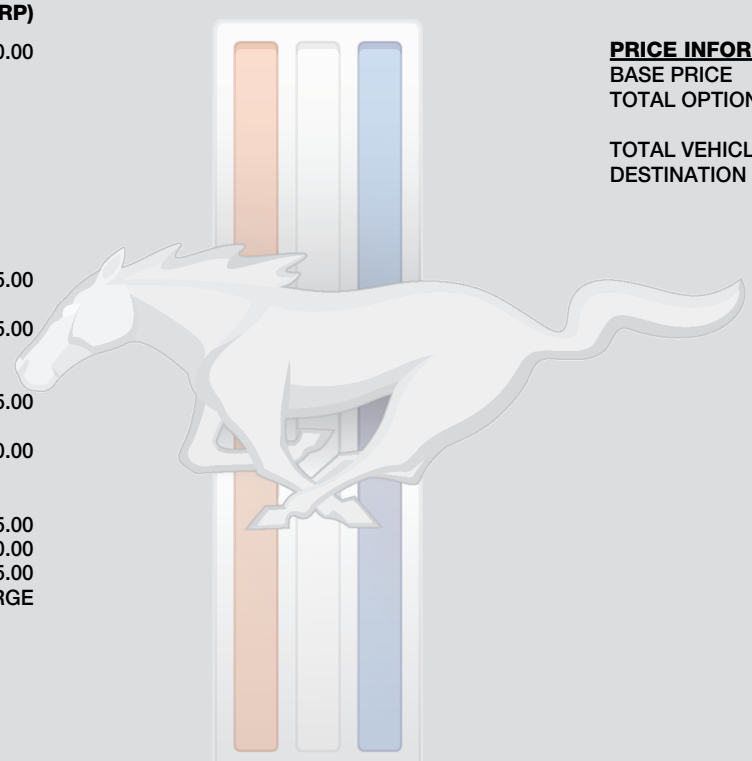 RP)
0.00
5.00
5.00
5.00
0.00
5.00
0.00
5.00
RGE
PRICE INFOR
BASE PRICE
TOTAL OPTION
TOTAL VEHICL
DESTINATION